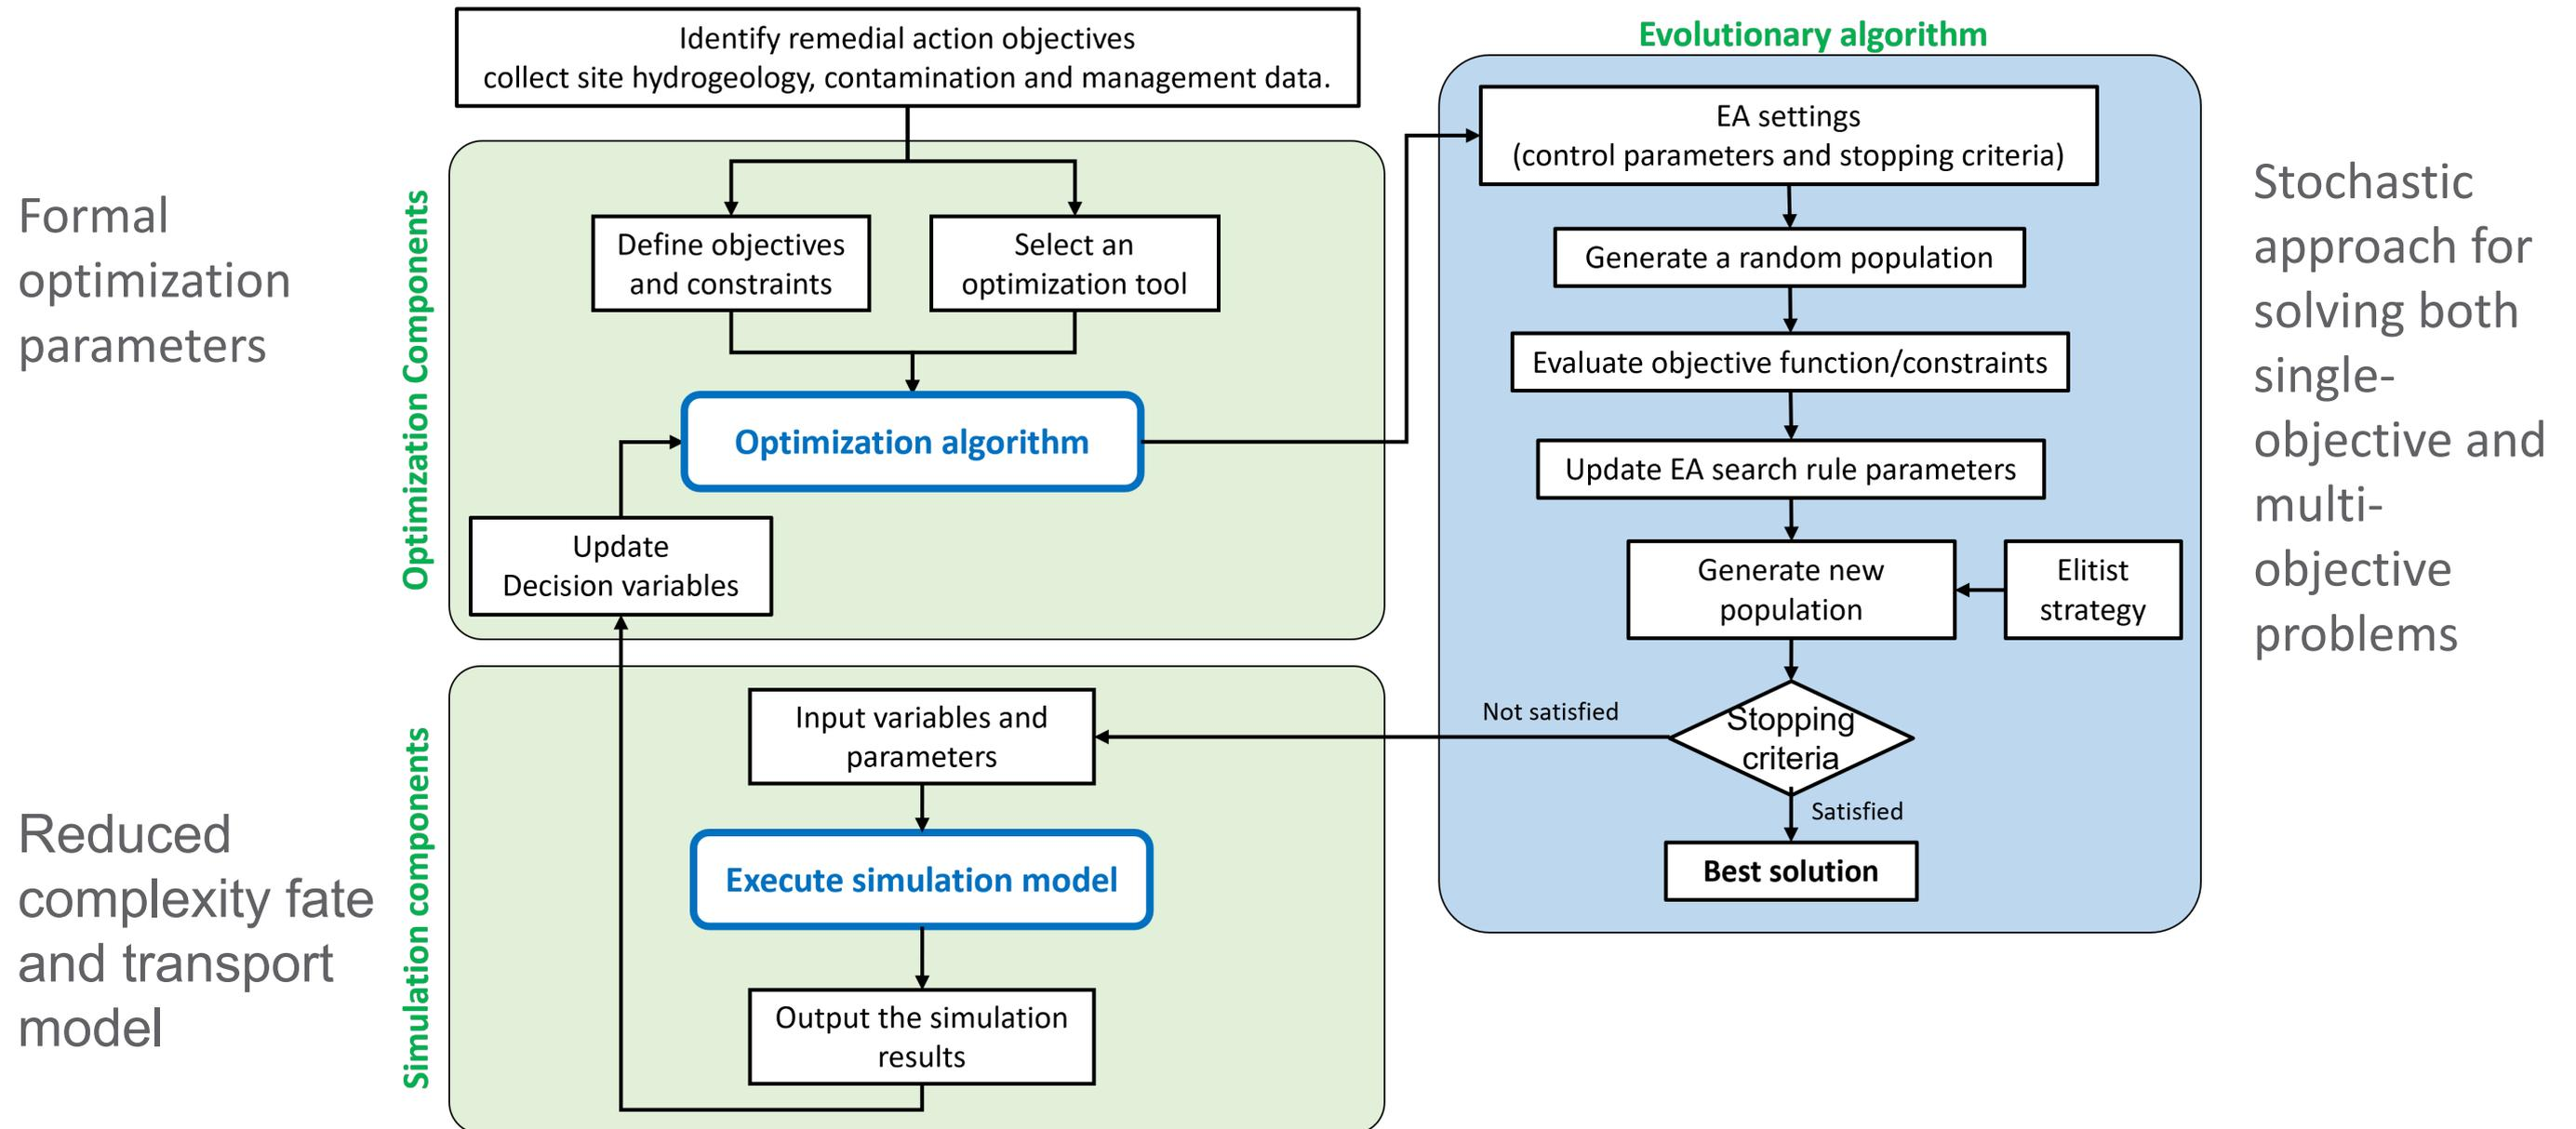 Identify remedial action objectives
collect site hydrogeology, contamination and management data.
Formal
optimization
parameters
Optimization Components
Define objectives
and constraints
Select an
optimization tool
Optimization algorithm
Update
Decision variables
Reduced
complexity fate
and transport
model
Simulation components
Input variables and
parameters
Execute simulation model
Output the simulation
results
Evolutionary algorithm
EA settings
(control parameters and stopping criteria)
Generate a random population
Evaluate objective function/constraints
Update EA search rule parameters
Generate new
population
Elitist
strategy
Stopping
criteria
Not satisfied
Satisfied
Best solution
Stochastic
approach for
solving both
single-
objective and
multi-
objective
problems